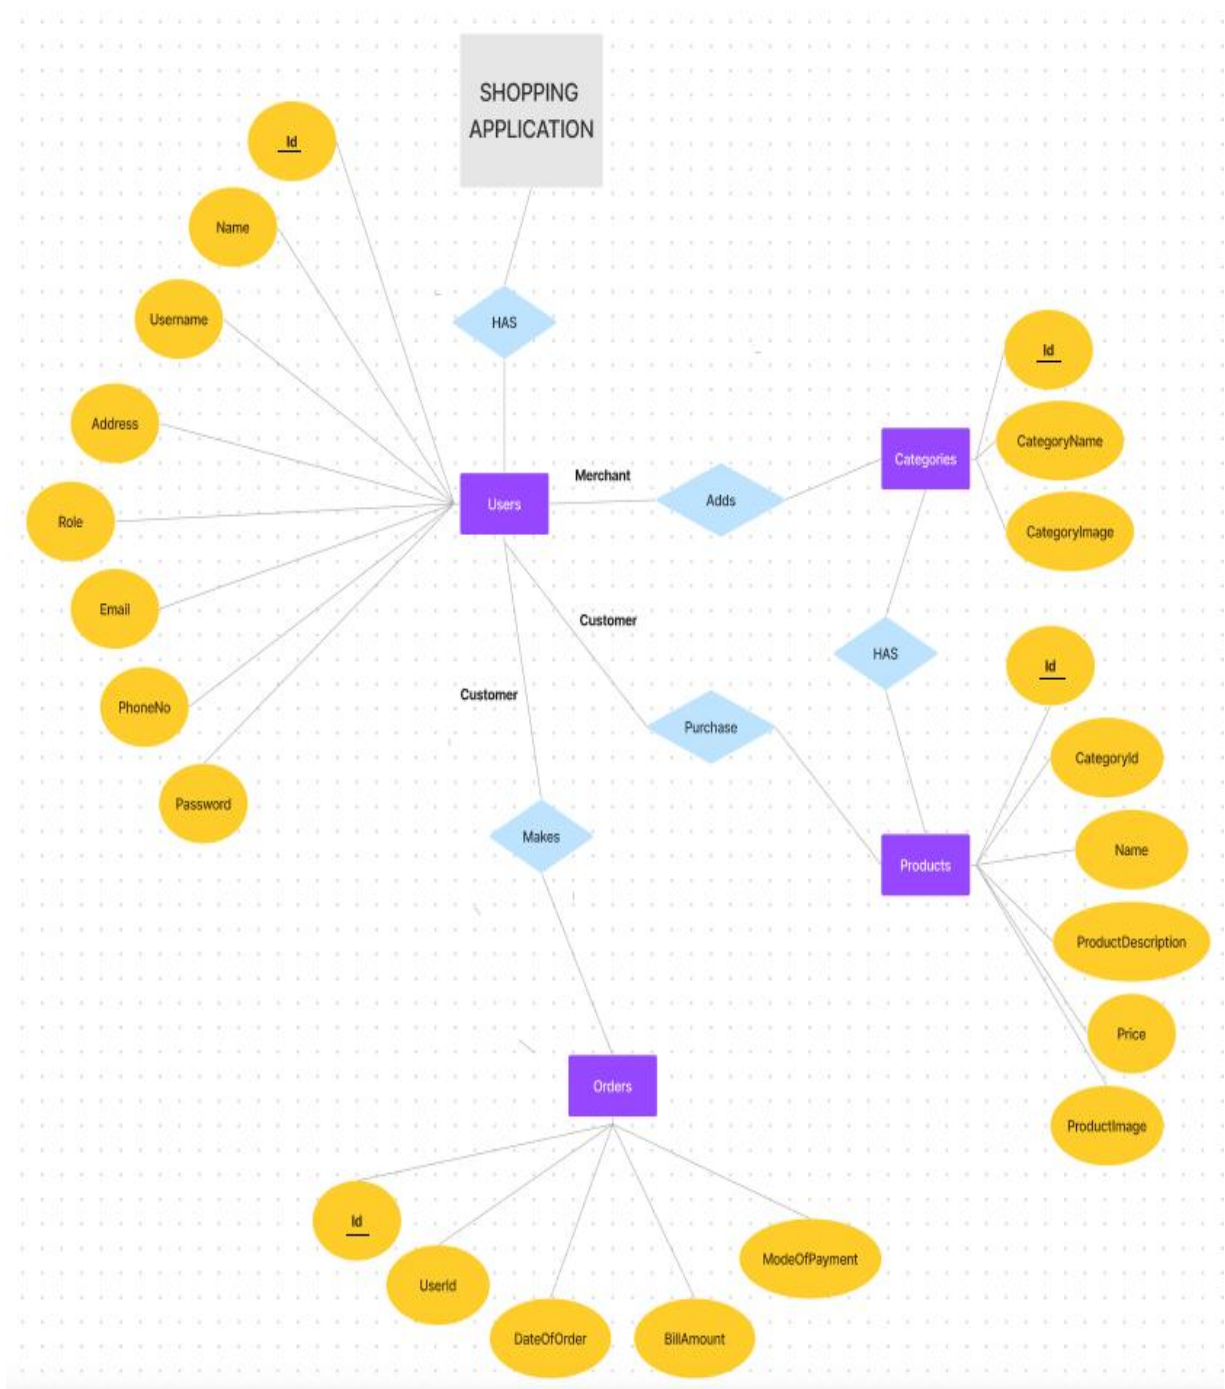 SHOPPING
APPLICATION
Id
Name
Username
Address
Role
Email
PhoneNo
Password
HAS
Users
Merchant
Adds
Categories
Id
CategoryName
CategoryImage
HAS
Customer
Customer
Purchase
Makes
Products
Id
CategoryId
Name
ProductDescription
Price
ProductImage
Orders
Id
UserId
DateOfOrder
BillAmount
ModeOfPayment